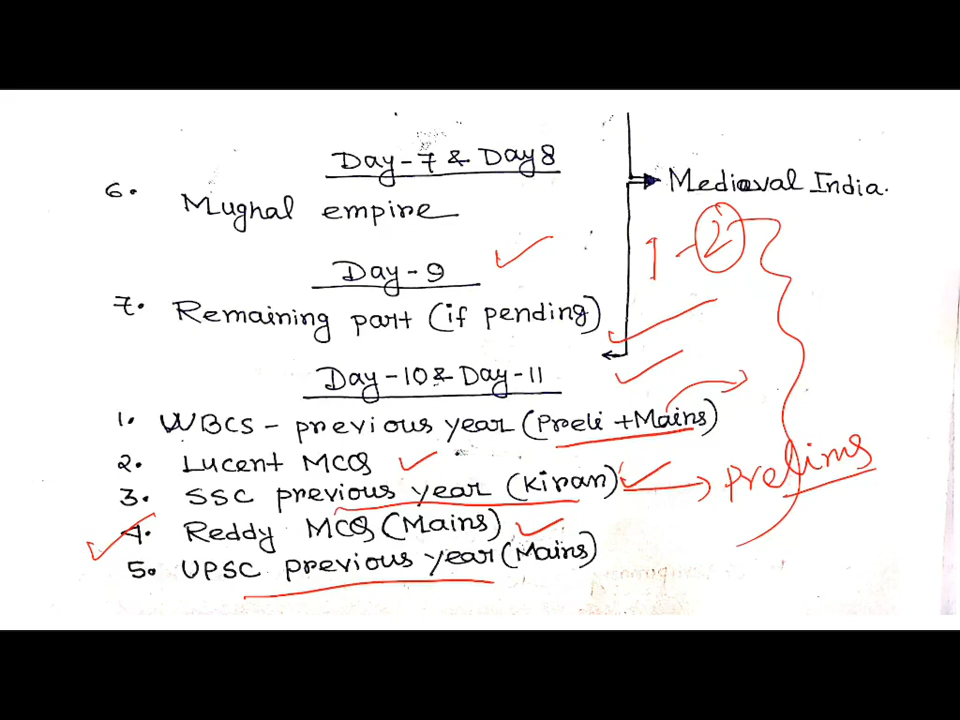 Day-7 & Day 8
6. Mughal empire
Medieval India.
1-2
Day-9
7. Remaining part (if pending)
Day-10 & Day-11
1. WBCS - previous year (Preli + Mains)
2. Lucent MCQ
3. SSC previous year (Kiran)
Prelims
4. Reddy MCQ (Mains)
5. UPSC previous year (Mains)